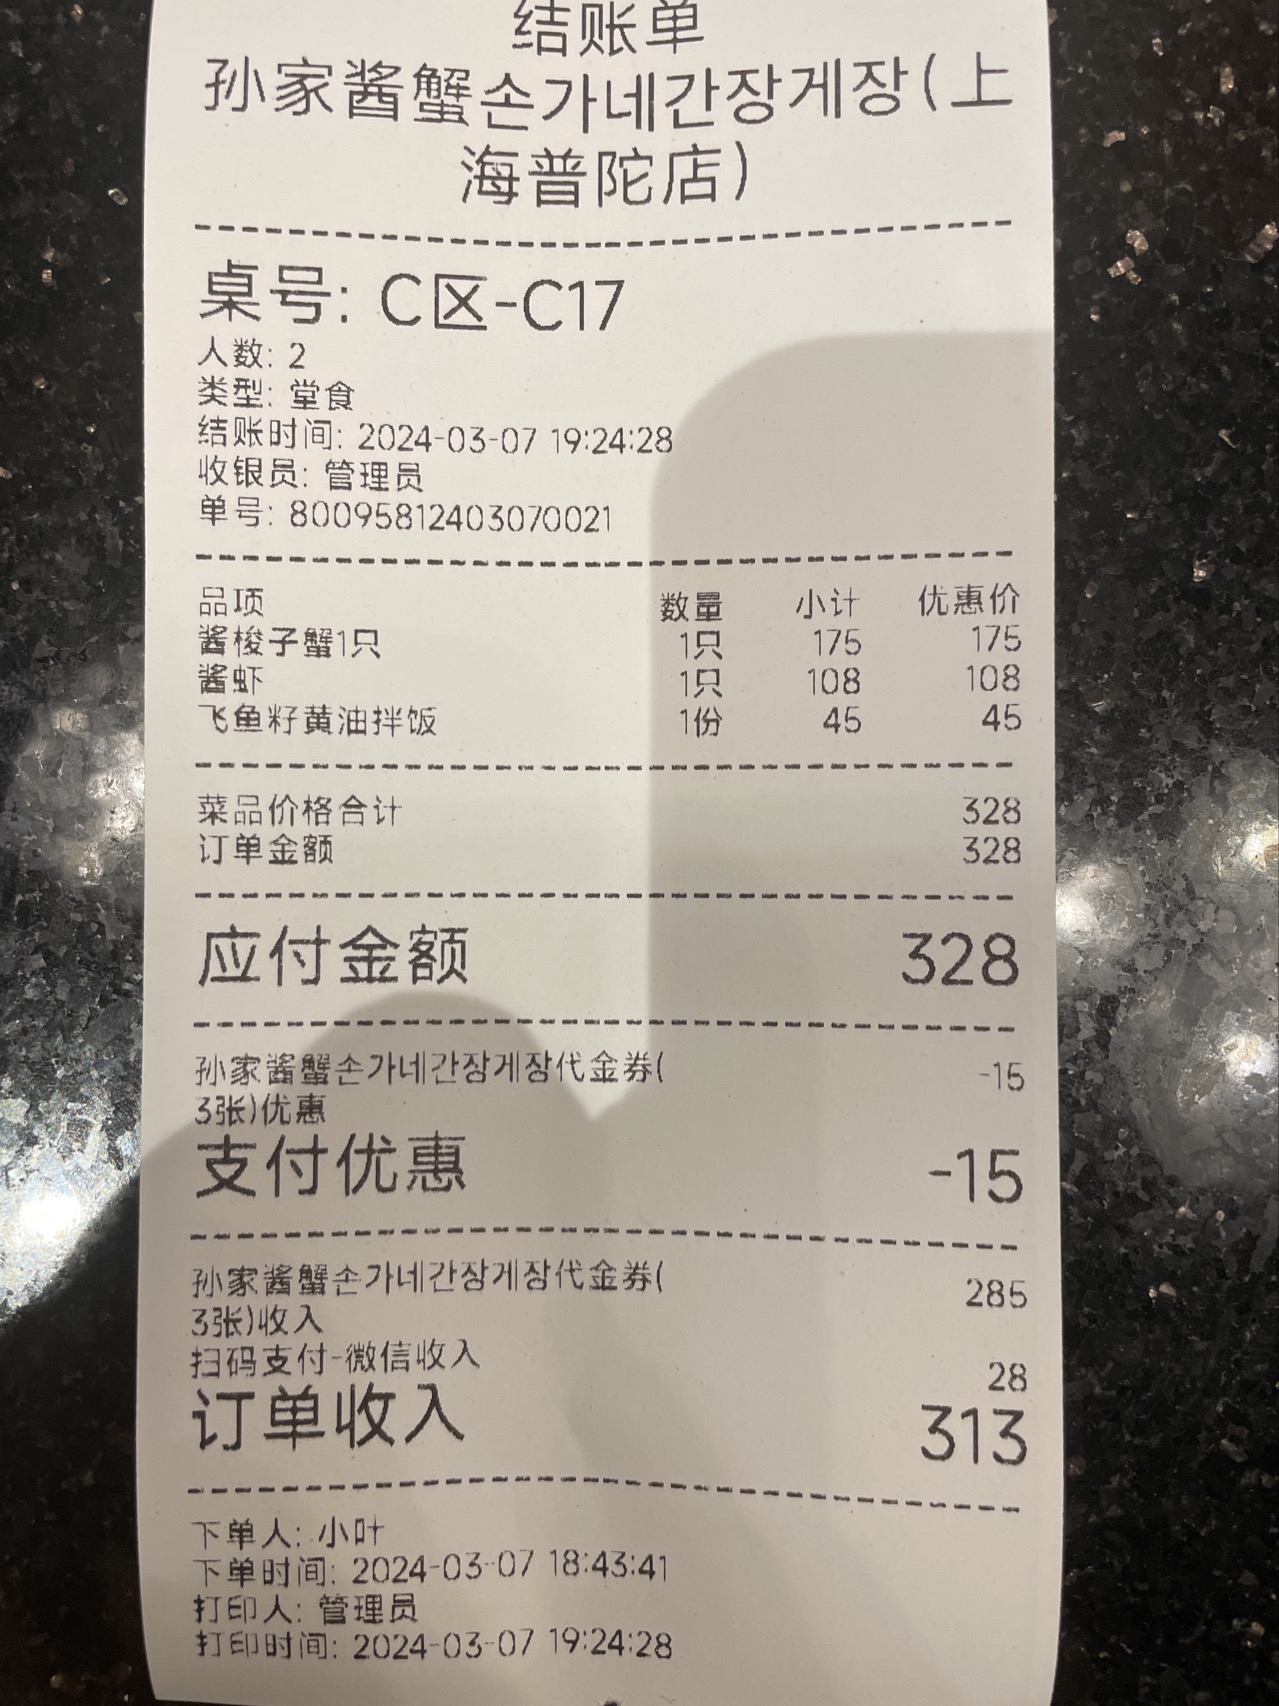 结账单
孙家酱蟹손가네간장게장(上
海普陀店)
桌号: C区-C17
人数: 2
类型: 堂食
结账时间: 2024-03-07 19:24:28
收银员: 管理员
单号: 80095812403070021
品项 数量 小计 优惠价
酱梭子蟹1只 1只 175 175
酱虾 1只 108 108
飞鱼籽黄油拌饭 1份 45 45
菜品价格合计 328
订单金额 328
应付金额 328
孙家酱蟹손가네간장게장代金券( -15
3张)优惠
支付优惠 -15
孙家酱蟹손가네간장게장代金券( 285
3张)收入
扫码支付-微信收入 28
订单收入 313
下单人: 小叶
下单时间: 2024-03-07 18:43:41
打印人: 管理员
打印时间: 2024-03-07 19:24:28